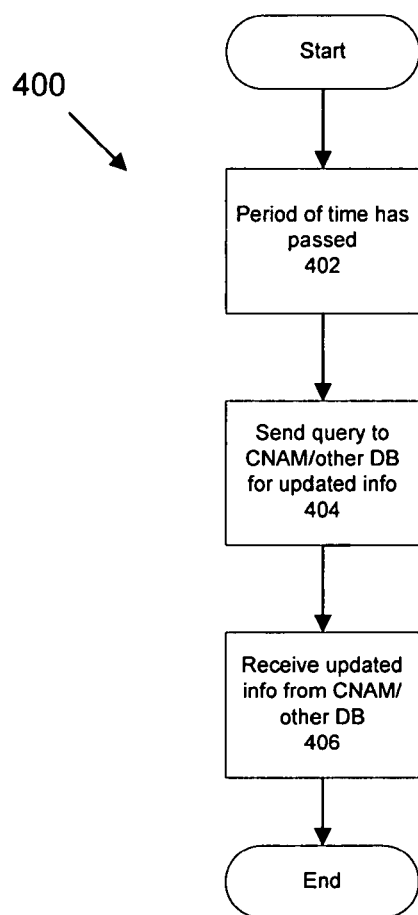 Start
400
Period of time has
passed
402
Send query to
CNAM/other DB
for updated info
404
Receive updated
info from CNAM/
other DB
406
End